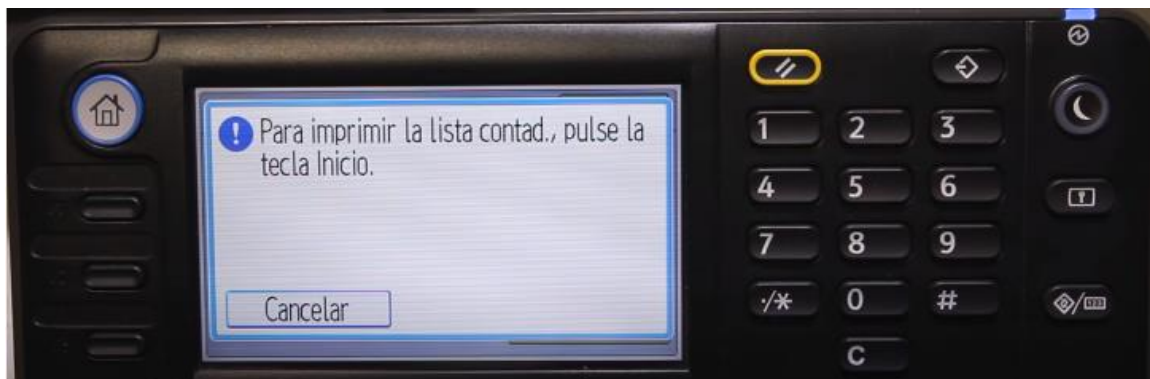 Para imprimir la lista contad., pulse la
tecla Inicio.
Cancelar
1 2 3
4 5 6
7 8 9
·/* 0 #
C